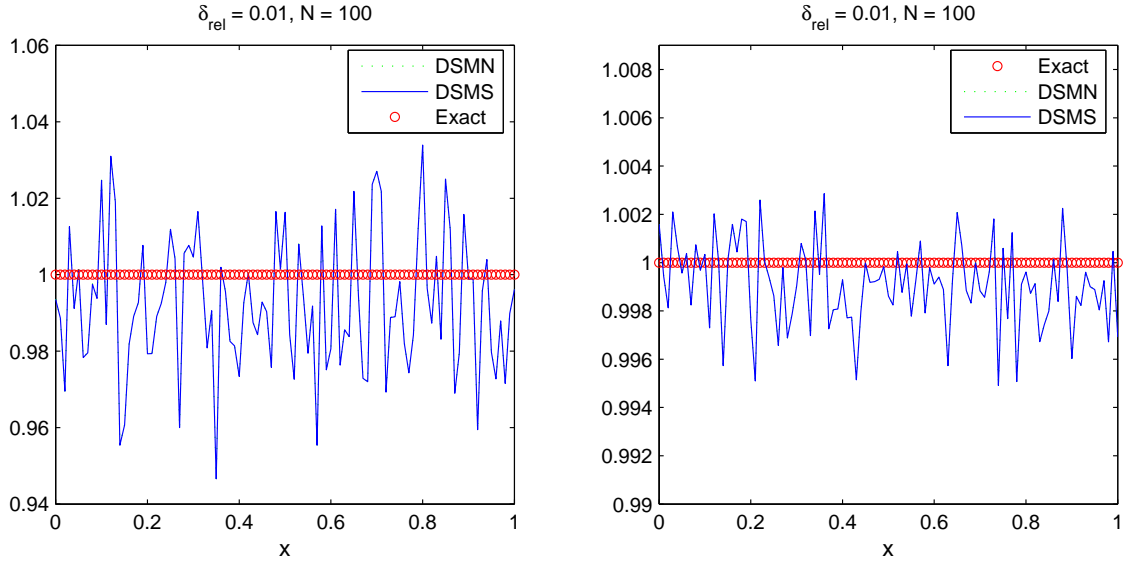 δrel = 0.01, N = 100
1.06
1.04
1.02
1
0.98
0.96
0.94
0 0.2 0.4 0.6 0.8 1
x
DSMN
DSMS
Exact
δrel = 0.01, N = 100
1.008
1.006
1.004
1.002
1
0.998
0.996
0.994
0.992
0.99
0 0.2 0.4 0.6 0.8 1
x
Exact
DSMN
DSMS